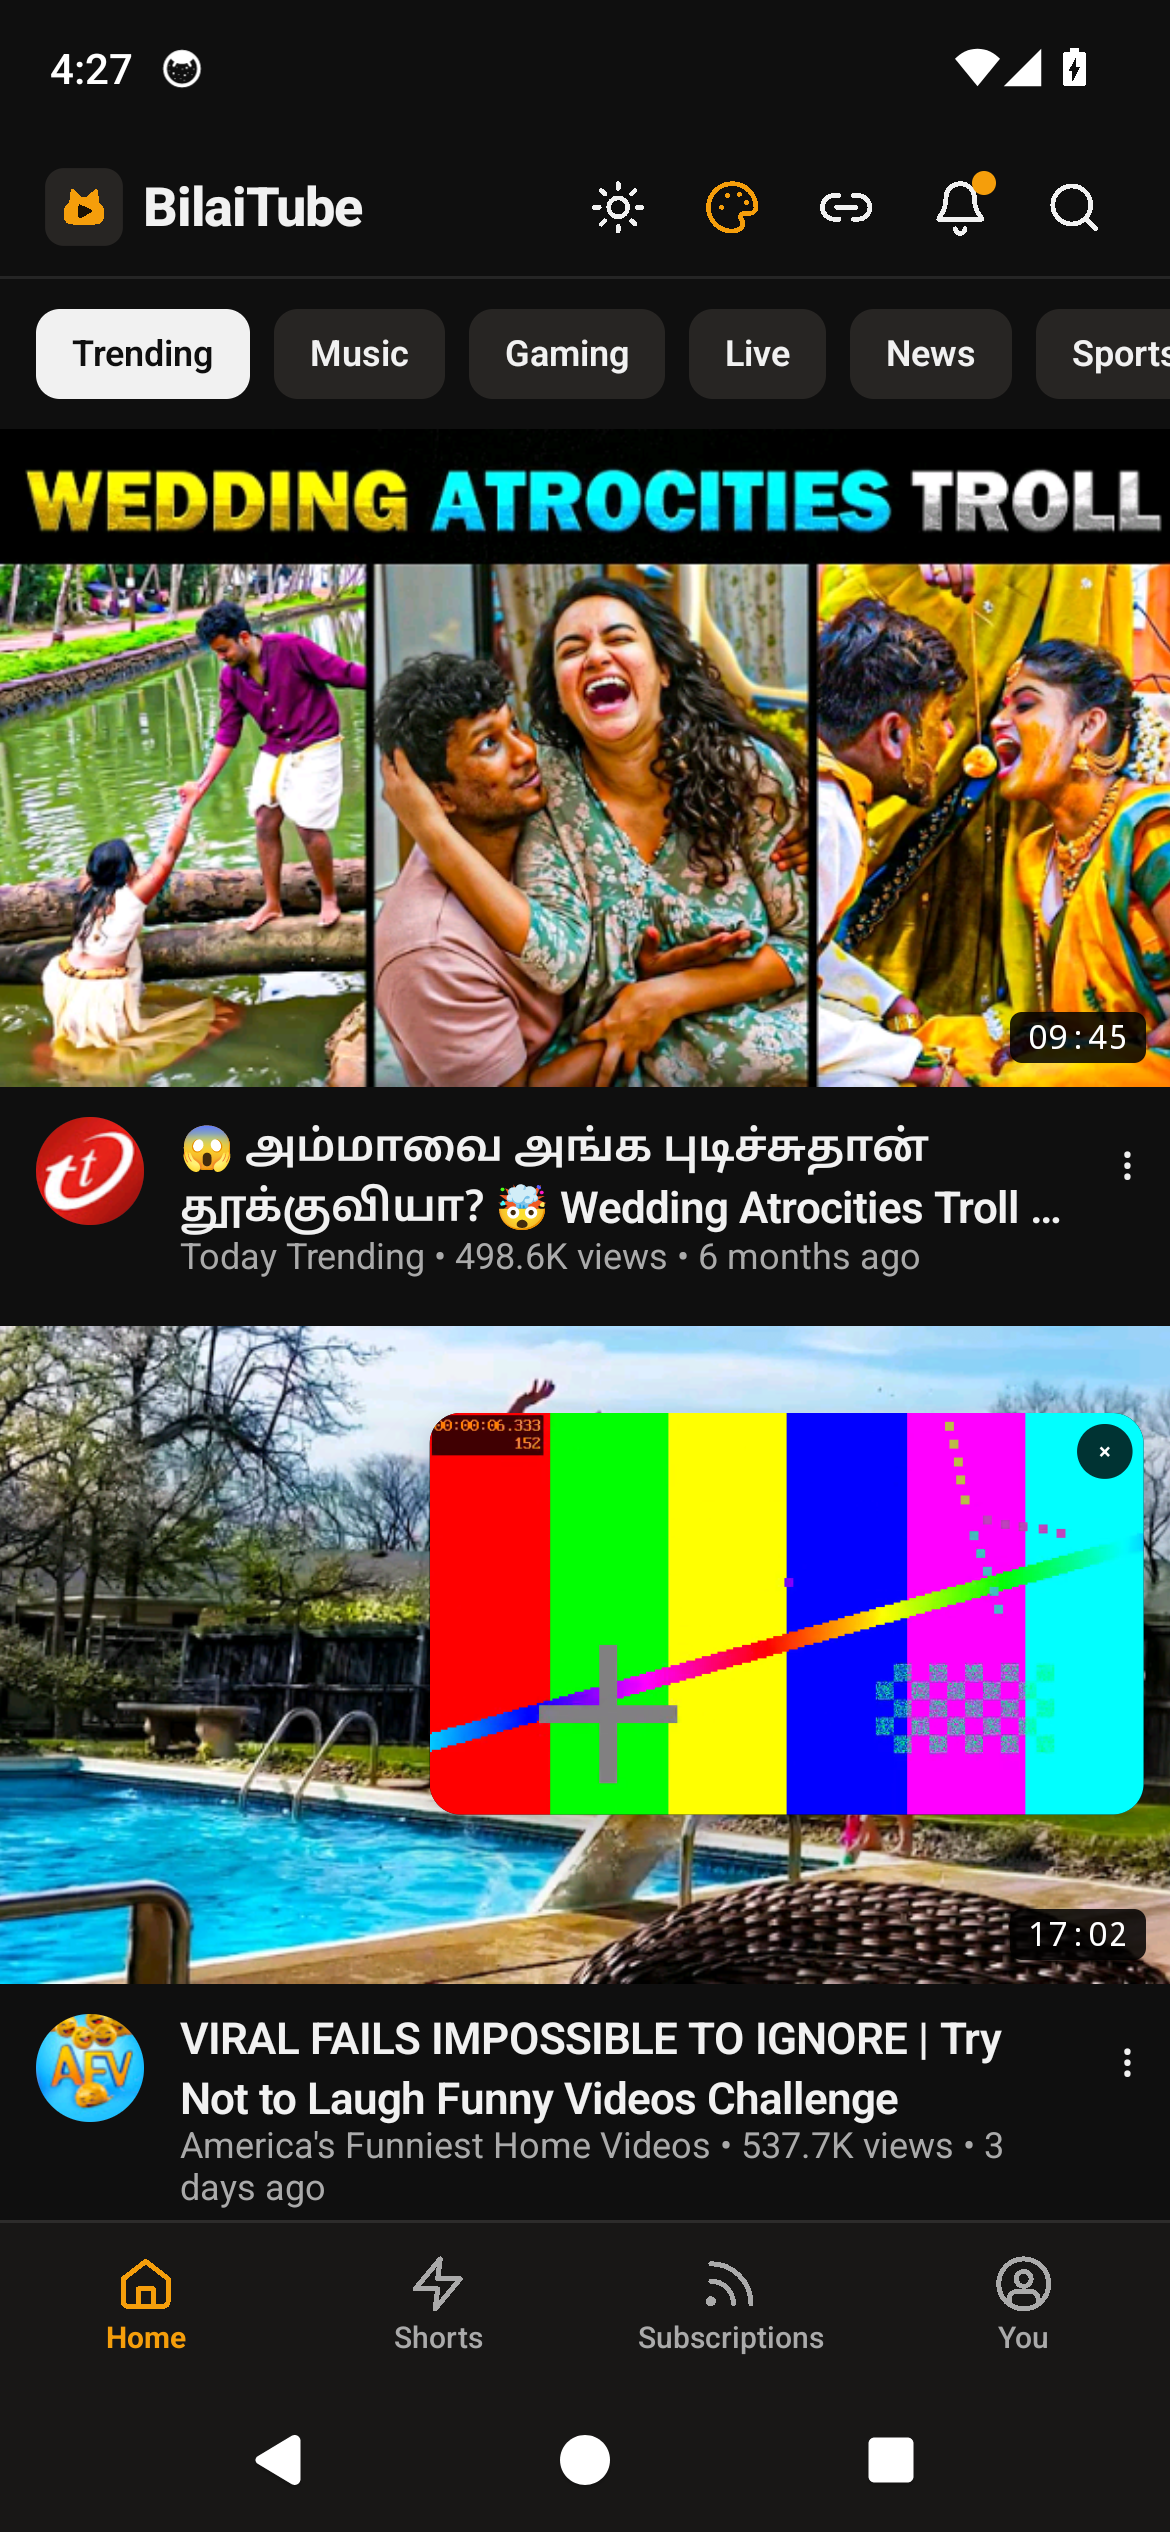 4:27
BilaiTube
Trending Music Gaming Live News Sports
WEDDING ATROCITIES TROLL
09:45
😱 அம்மாவை அங்க புடிச்சுதான்
தூக்குவியா? 🤯 Wedding Atrocities Troll ...
Today Trending • 498.6K views • 6 months ago
00:00:06.333
152
×
17:02
AFV
VIRAL FAILS IMPOSSIBLE TO IGNORE | Try
Not to Laugh Funny Videos Challenge
America's Funniest Home Videos • 537.7K views • 3
days ago
Home Shorts Subscriptions You